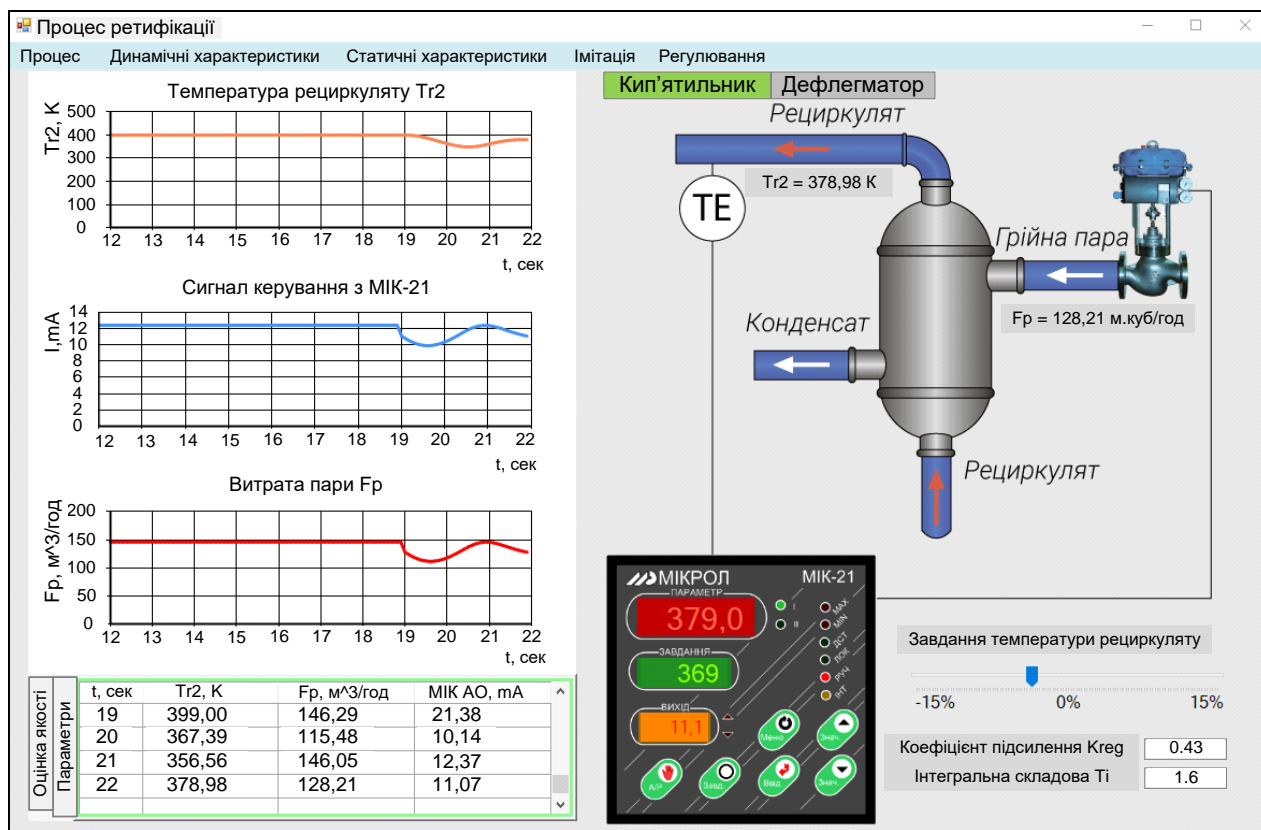 Процес ретифікації
Процес Динамічні характеристики Статичні характеристики Імітація Регулювання
Температура рециркуляту Tr2
Tr2, K
500
400
300
200
100
0
12 13 14 15 16 17 18 19 20 21 22
t, сек
Сигнал керування з МІК-21
I,mA
14
12
10
8
6
4
2
0
12 13 14 15 16 17 18 19 20 21 22
t, сек
Витрата пари Fp
Fp, м^3/год
200
150
100
50
0
12 13 14 15 16 17 18 19 20 21 22
t, сек
Оцінка якості
Параметри
t, сек Tr2, K Fp, м^3/год МІК АО, mA
19 399,00 146,29 21,38
20 367,39 115,48 10,14
21 356,56 146,05 12,37
22 378,98 128,21 11,07
Кип’ятильник Дефлегматор
Рециркулят
Tr2 = 378,98 К
TE
Грійна пара
Fp = 128,21 м.куб/год
Конденсат
Рециркулят
МІКРОЛ МІК-21
ПАРАМЕТР
379,0
I
II
MAX
MIN
ДСТ
ЛОК
РУЧ
ІНТ
ЗАВДАННЯ
369
ВИХІД
11,1
Меню
Знач.
A/P
Завд.
Ввід
Знач.
Завдання температури рециркуляту
-15% 0% 15%
Коефіцієнт підсилення Kreg 0.43
Інтегральна складова Ti 1.6